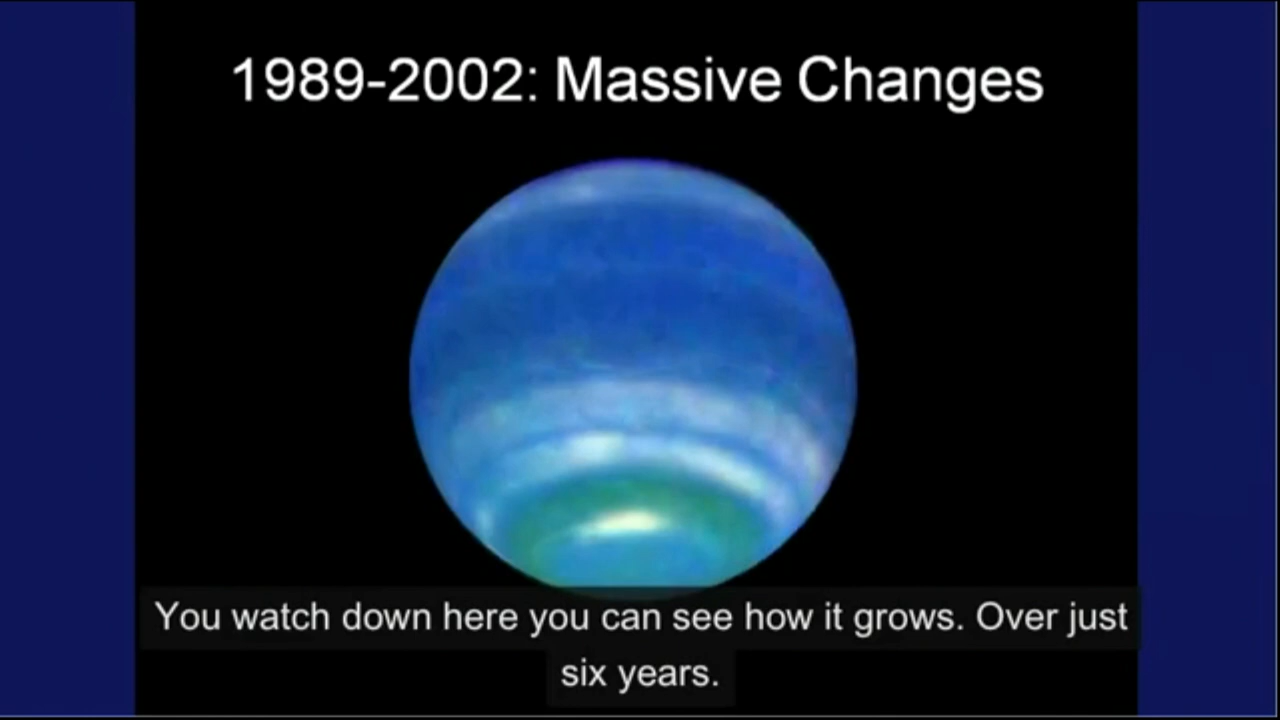 1989-2002: Massive Changes
You watch down here you can see how it grows. Over just
six years.